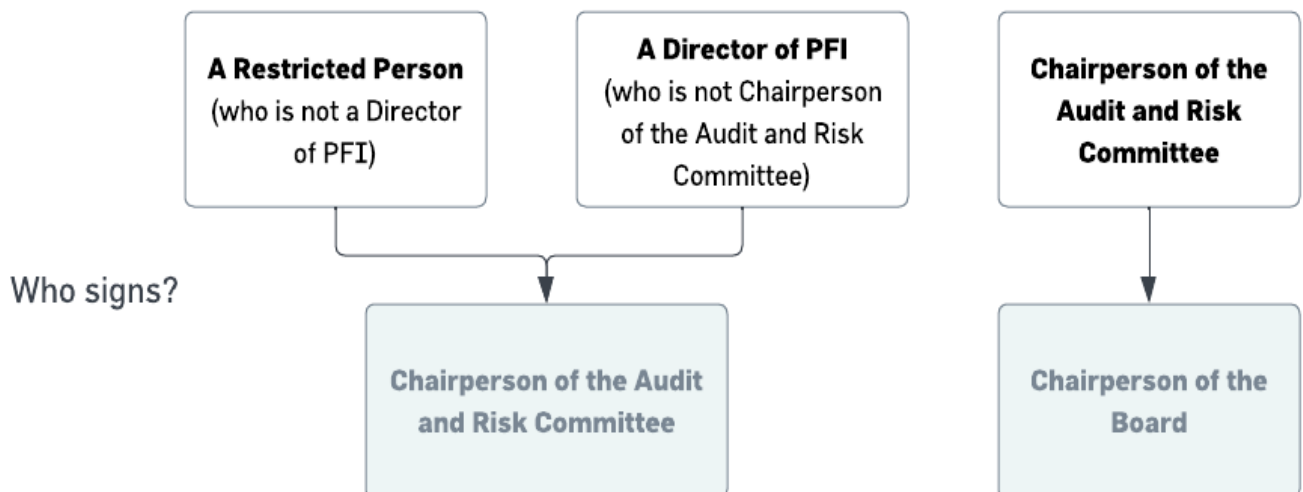 A Restricted Person
(who is not a Director
of PFI)
A Director of PFI
(who is not Chairperson
of the Audit and Risk
Committee)
Chairperson of the
Audit and Risk
Committee
Who signs?
Chairperson of the Audit
and Risk Committee
Chairperson of the
Board